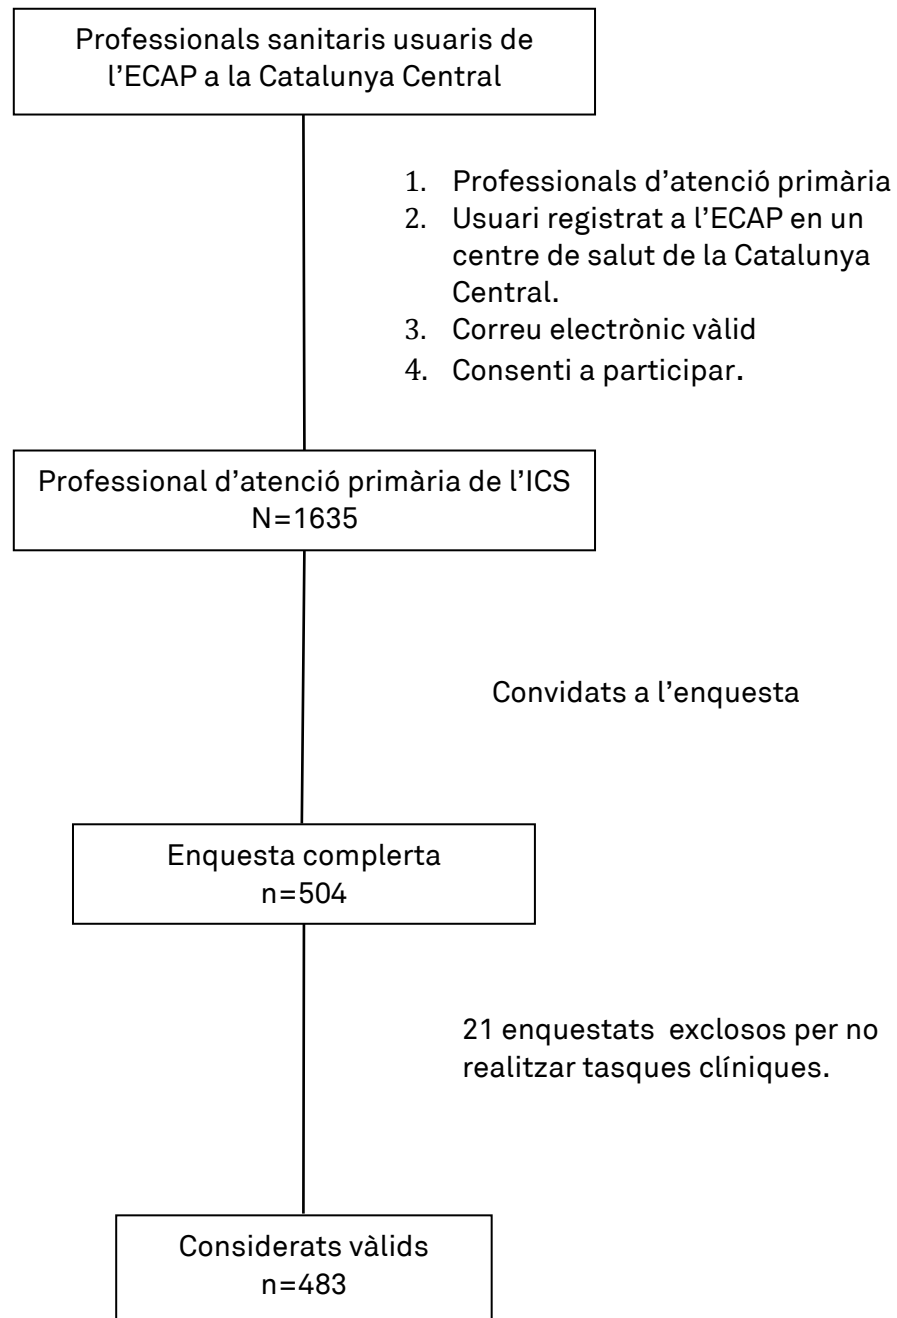 Professionals sanitaris usuaris de
l’ECAP a la Catalunya Central
1. Professionals d’atenció primària
2. Usuari registrat a l’ECAP en un
centre de salut de la Catalunya
Central.
3. Correu electrònic vàlid
4. Consenti a participar.
Professional d’atenció primària de l’ICS
N=1635
Convidats a l’enquesta
Enquesta complerta
n=504
21 enquestats exclosos per no
realitzar tasques clíniques.
Considerats vàlids
n=483